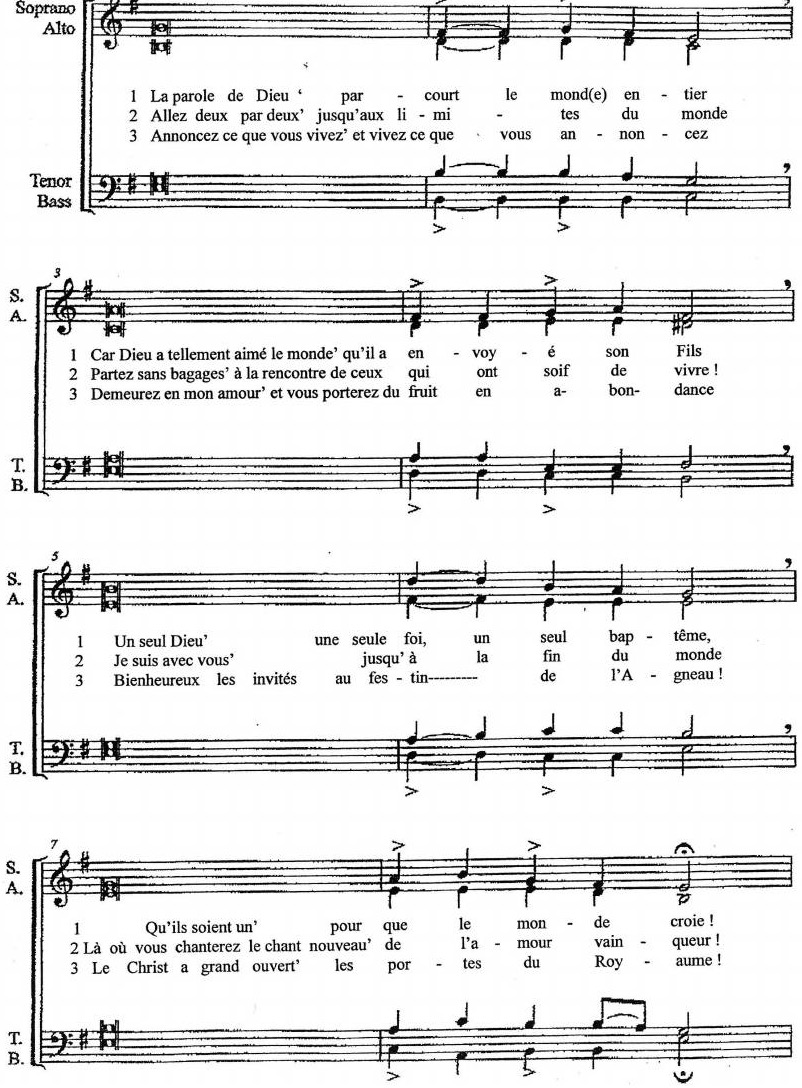 Soprano
Alto
1 La parole de Dieu ‘ par - court le mond(e) en - tier
2 Allez deux par deux’ jusqu’aux li - mi - tes du monde
3 Annoncez ce que vous vivez’ et vivez ce que vous an - non - cez
Tenor
Bass
3
S.
A.
1 Car Dieu a tellement aimé le monde’ qu’il a en - voy - é son Fils
2 Partez sans bagages’ à la rencontre de ceux qui ont soif de vivre !
3 Demeurez en mon amour’ et vous porterez du fruit en a- bon- dance
T.
B.
5
S.
A.
1 Un seul Dieu’ une seule foi, un seul bap - tême,
2 Je suis avec vous’ jusqu’ à la fin du monde
3 Bienheureux les invités au fes - tin--------- de l’A - gneau !
T.
B.
7
S.
A.
1 Qu'ils soient un’ pour que le mon - de croie !
2 Là où vous chanterez le chant nouveau’ de l’a - mour vain - queur !
3 Le Christ a grand ouvert’ les por - tes du Roy - aume !
T.
B.